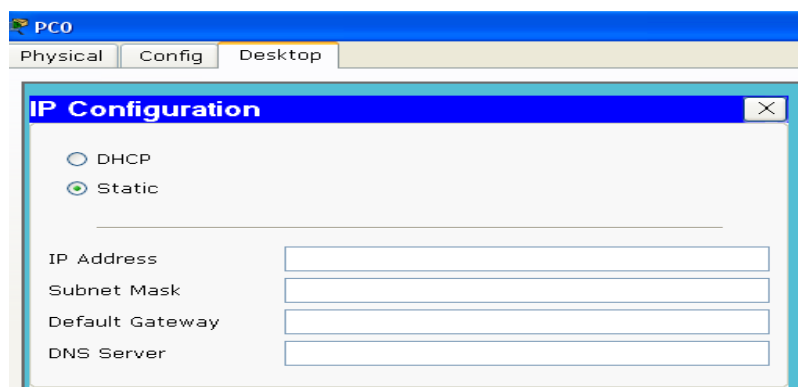 PC0
Physical Config Desktop
IP Configuration
DHCP
Static
IP Address
Subnet Mask
Default Gateway
DNS Server